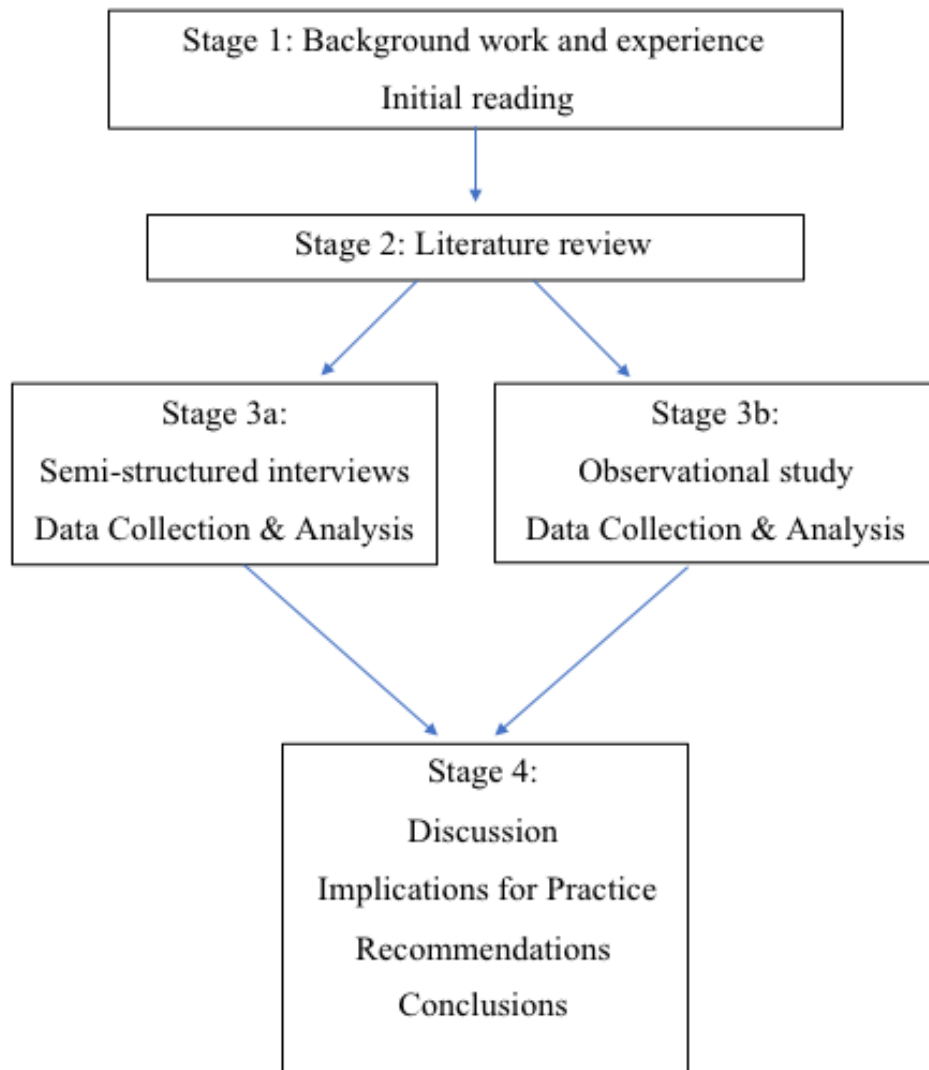 Stage 1: Background work and experience
Initial reading
Stage 2: Literature review
Stage 3a:
Semi-structured interviews
Data Collection & Analysis
Stage 3b:
Observational study
Data Collection & Analysis
Stage 4:
Discussion
Implications for Practice
Recommendations
Conclusions